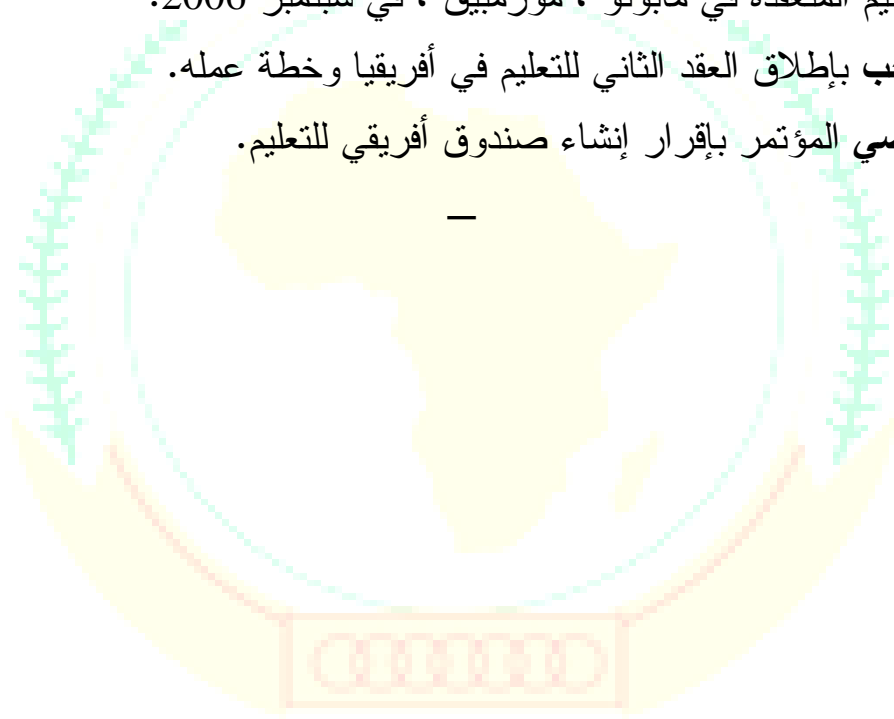 المنعقدة في مابوتو ، موزمبيق ، في سبتمبر 2006.
بإطلاق العقد الثاني للتعليم في أفريقيا وخطة عمله.
المؤتمر بإقرار إنشاء صندوق أفريقي للتعليم.
–